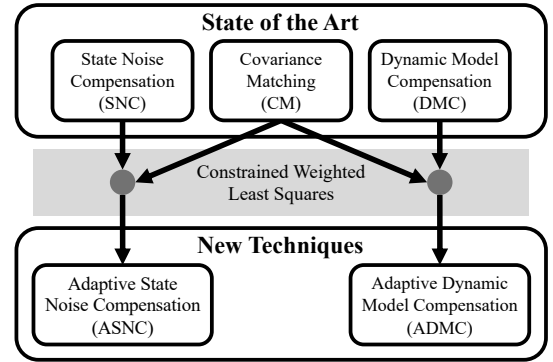 State of the Art
State Noise
Compensation
(SNC)
Covariance
Matching
(CM)
Dynamic Model
Compensation
(DMC)
Constrained Weighted
Least Squares
New Techniques
Adaptive State
Noise Compensation
(ASNC)
Adaptive Dynamic
Model Compensation
(ADMC)